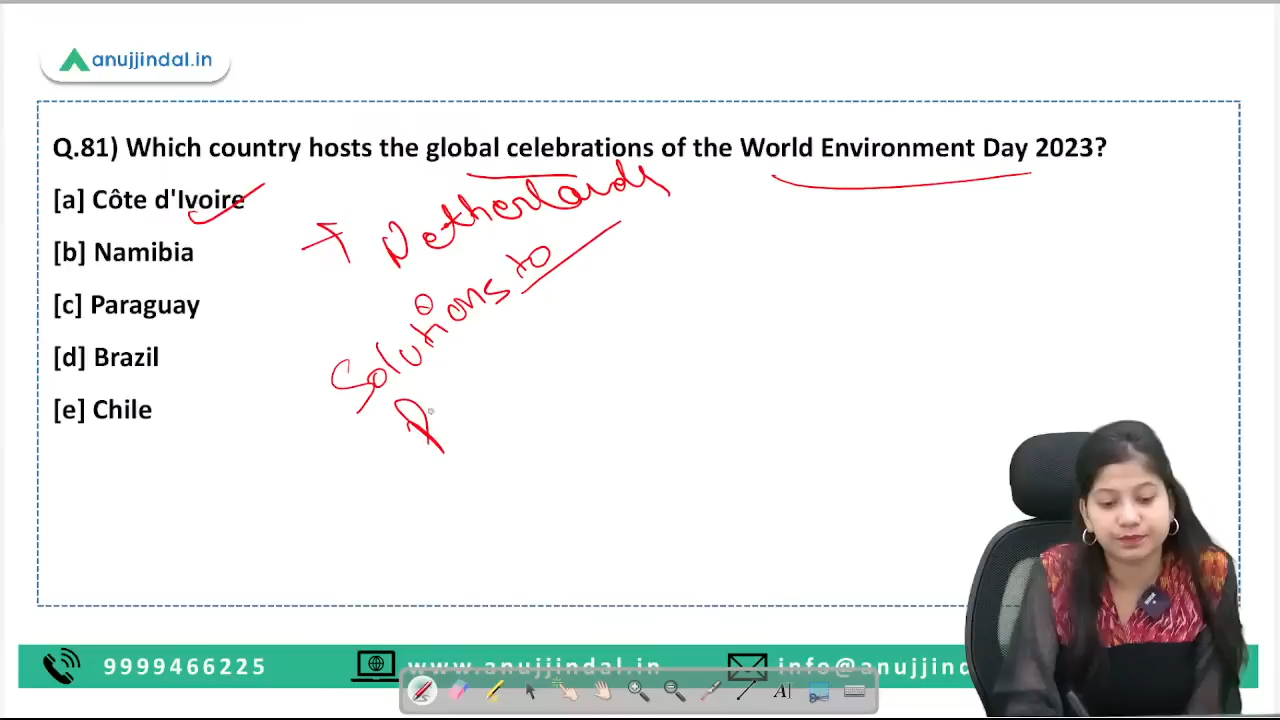 anujjindal.in
Q.81) Which country hosts the global celebrations of the World Environment Day 2023?
[a] Côte d'Ivoire
[b] Namibia
[c] Paraguay
[d] Brazil
[e] Chile
Netherlands
Solutions to
P
9999466225
www.anujjindal.in
info@anujjind
A